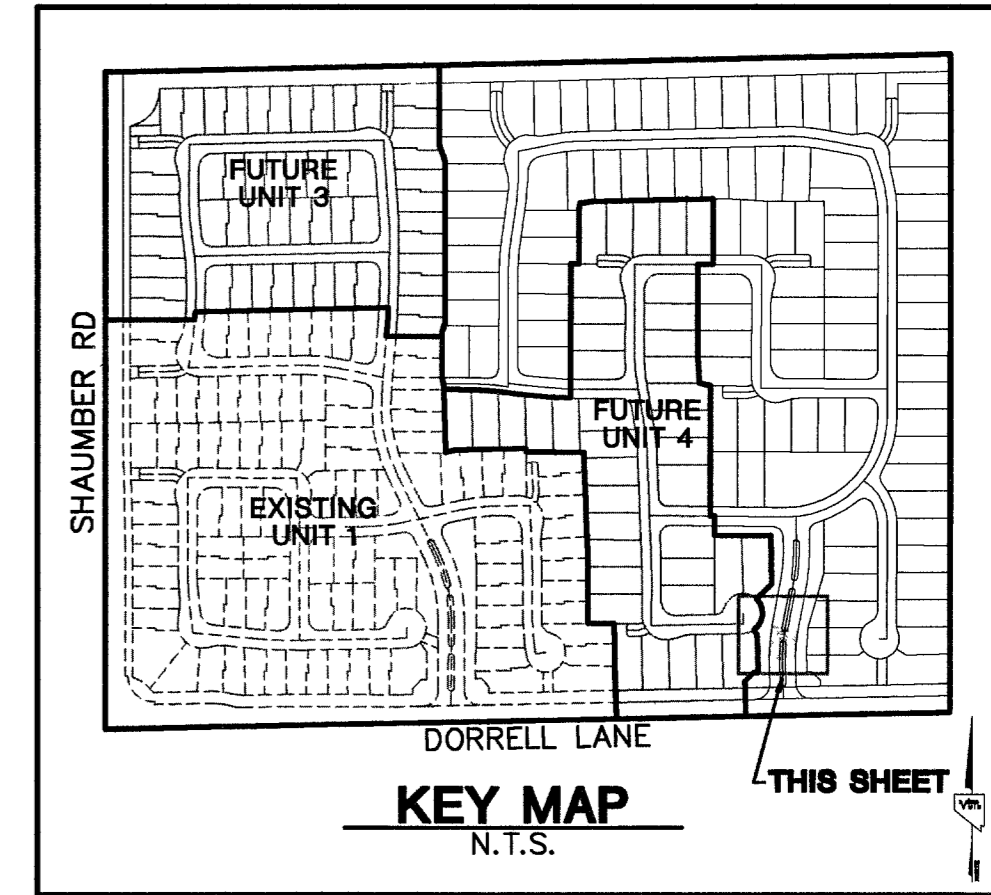 FUTURE
UNIT 3
SHAUMBER RD
FUTURE
UNIT 4
EXISTING
UNIT 1
DORRELL LANE
THIS SHEET
KEY MAP
N.T.S.